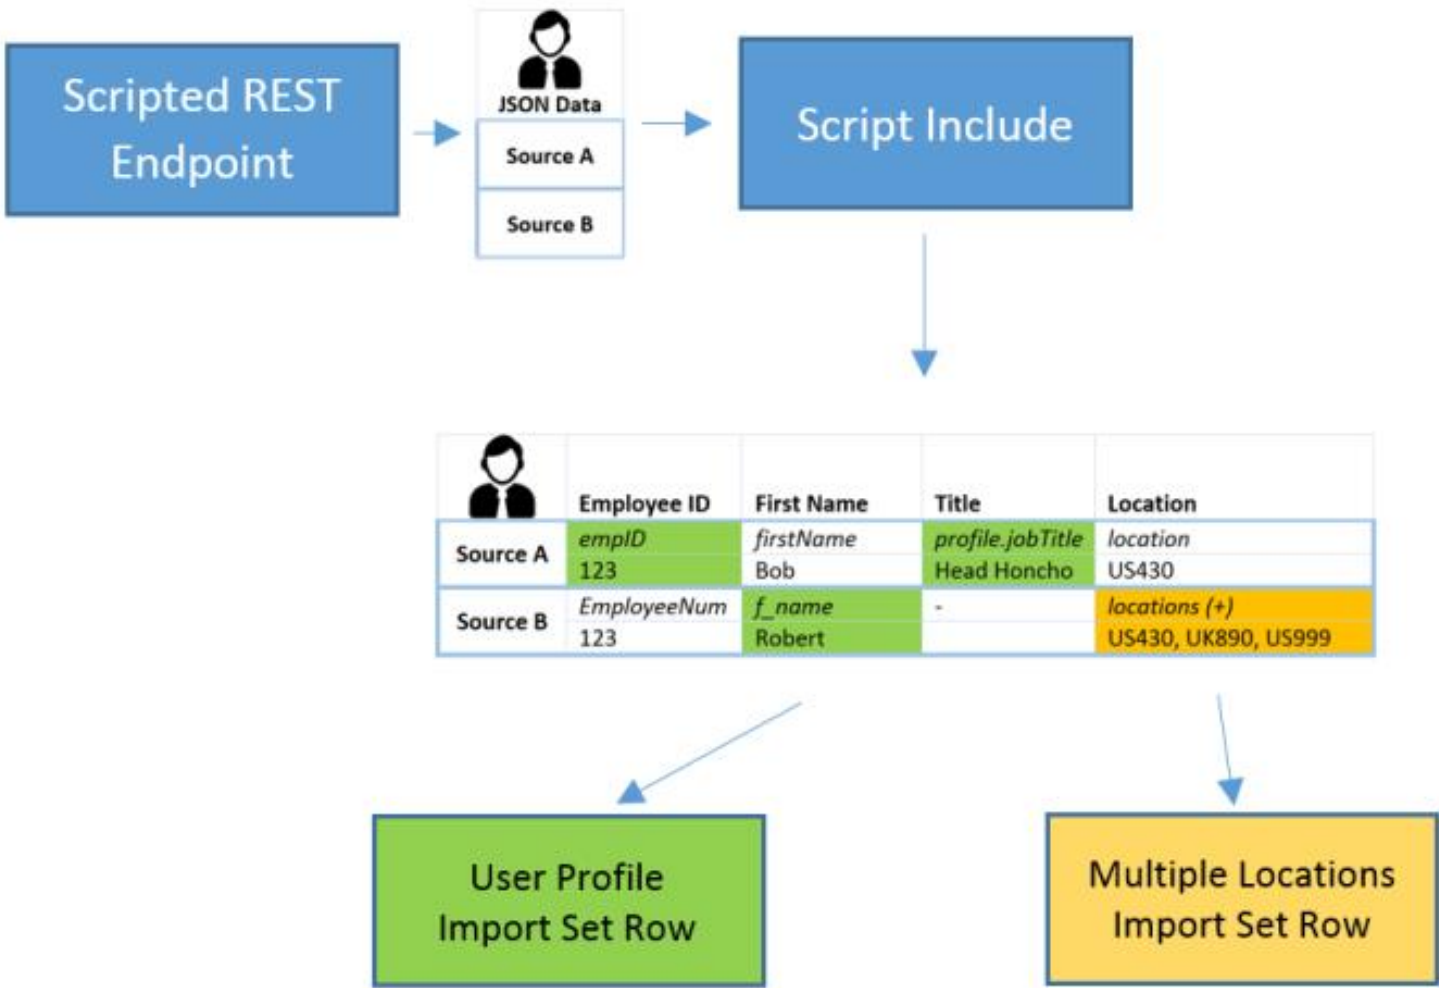 Scripted REST
Endpoint
JSON Data
Source A
Source B
Script Include
Employee ID First Name Title Location
Source A
empID firstName profile.jobTitle location
123 Bob Head Honcho US430
Source B
EmployeeNum f_name - locations (+)
123 Robert US430, UK890, US999
User Profile
Import Set Row
Multiple Locations
Import Set Row